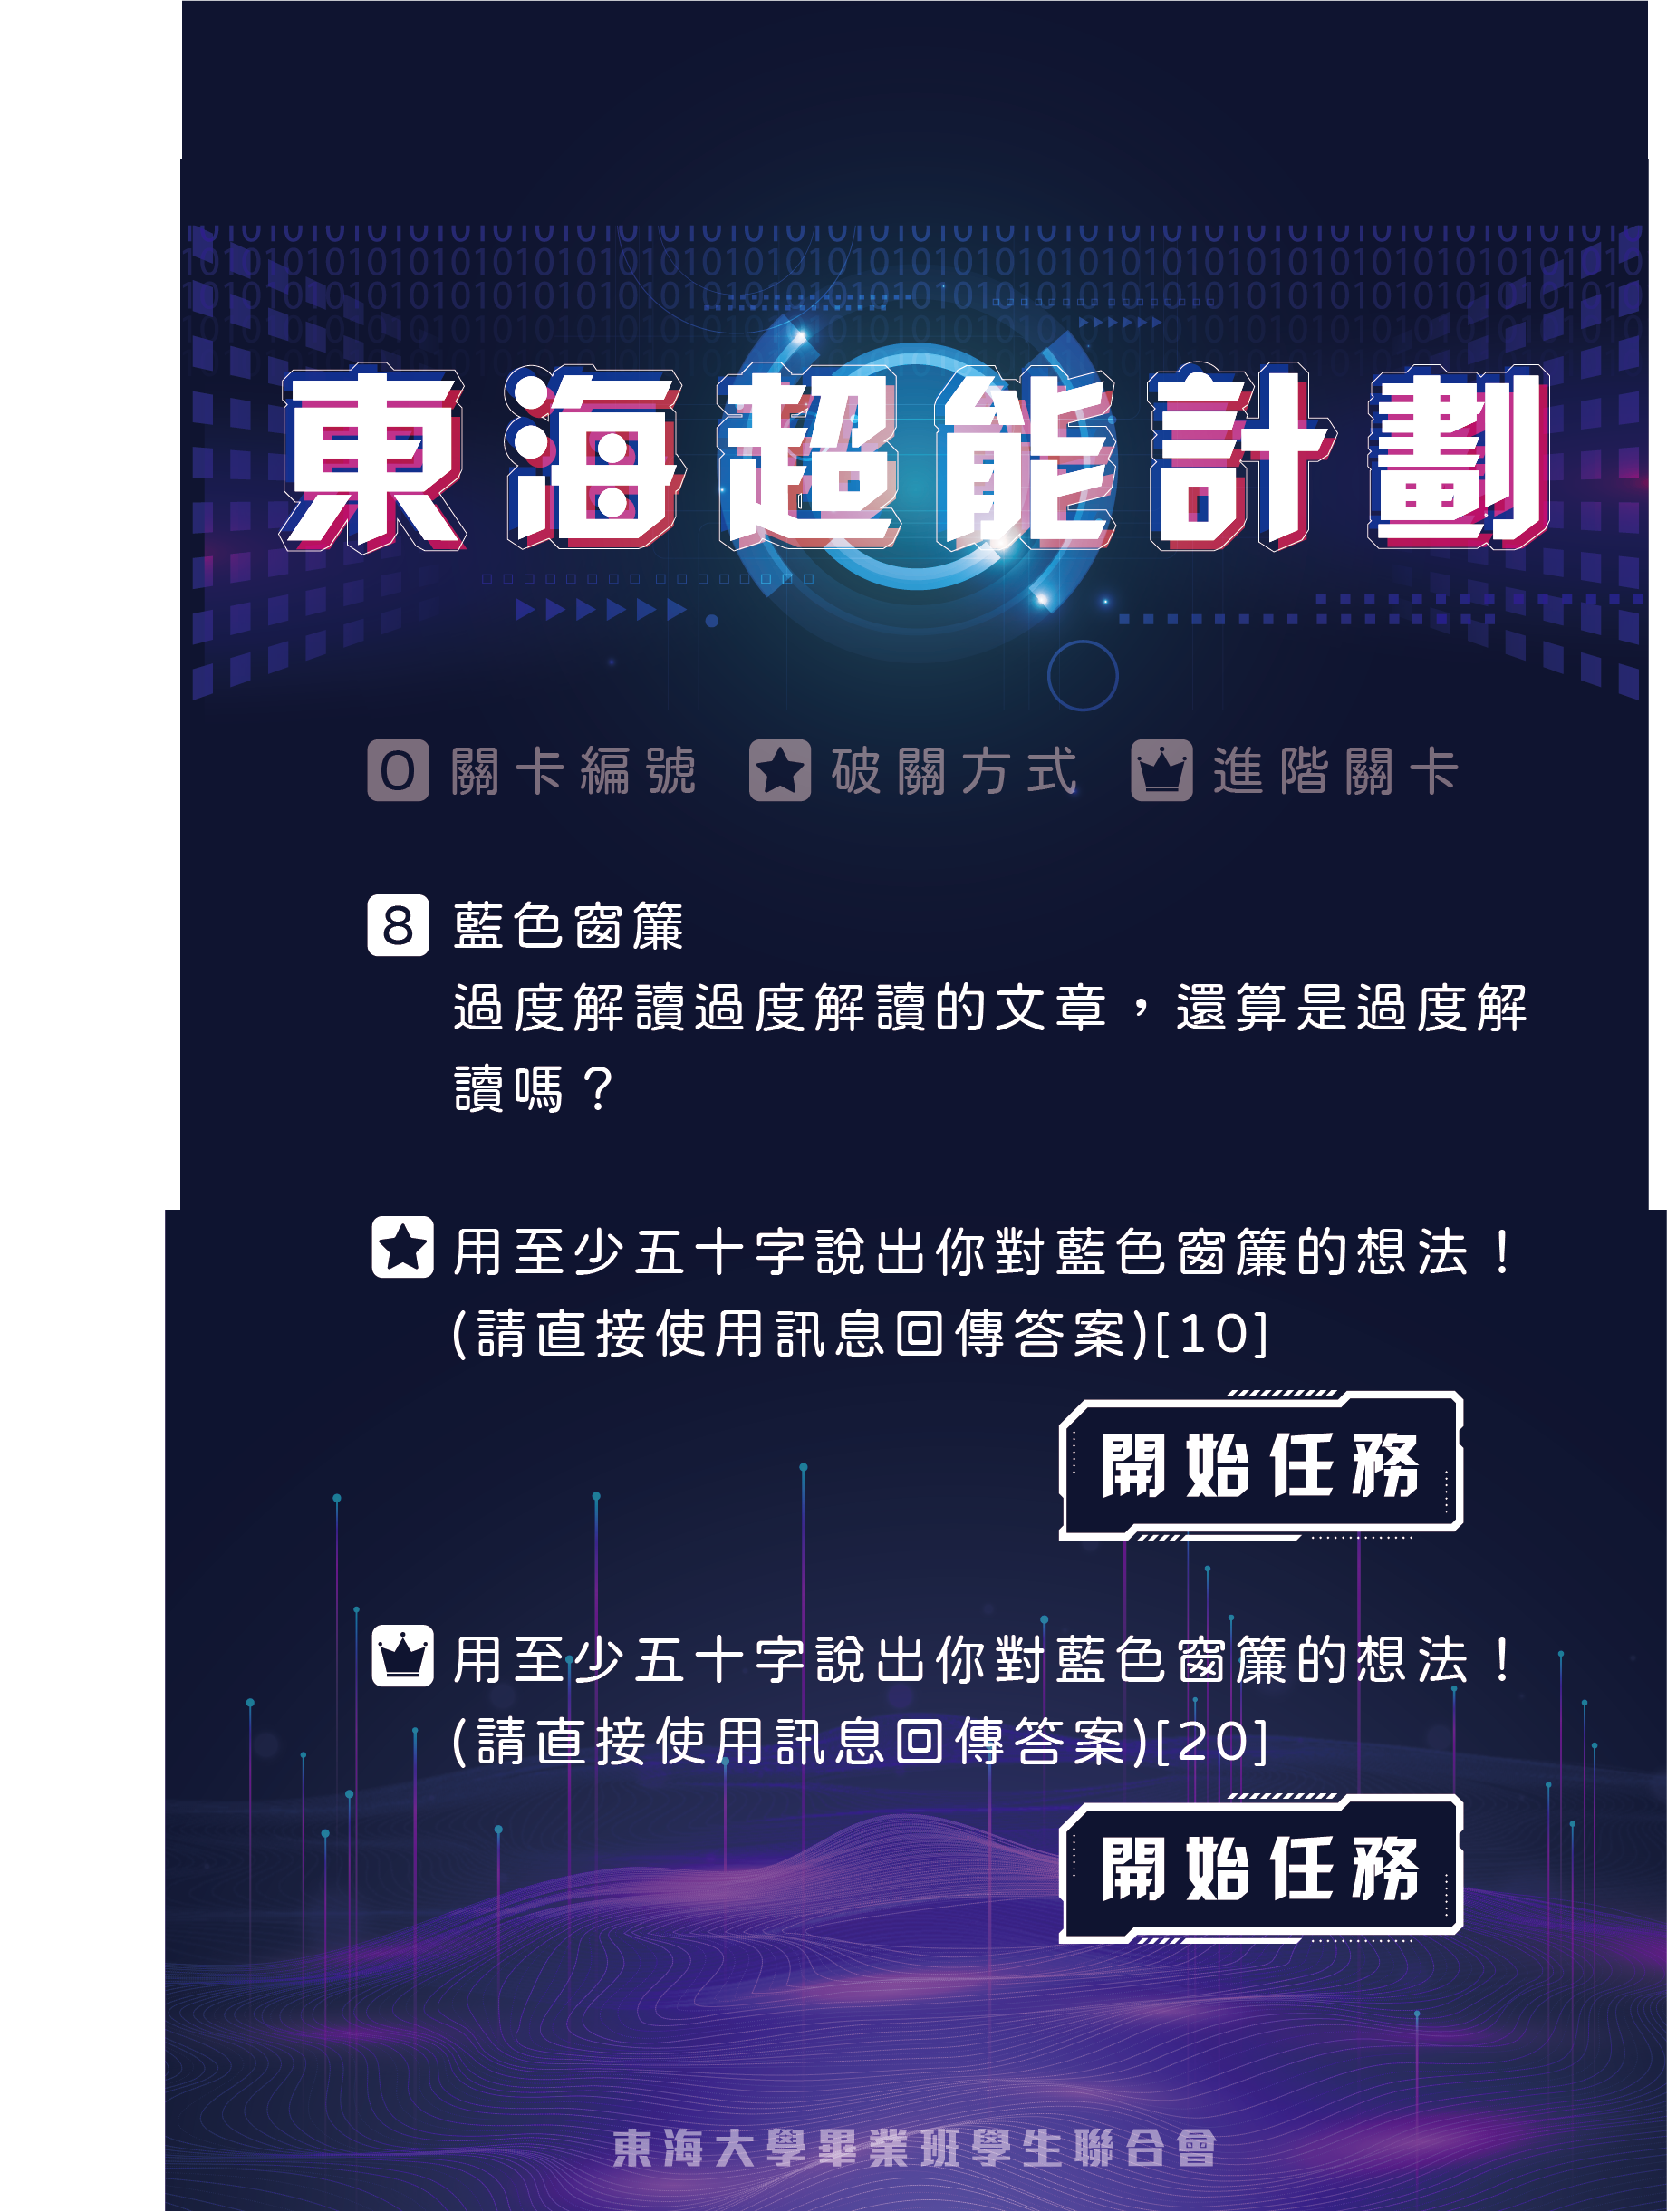 東海超能計劃
0 關卡編號 破關方式 進階關卡
8 藍色窗簾
過度解讀過度解讀的文章，還算是過度解
讀嗎？
用至少五十字說出你對藍色窗簾的想法！
(請直接使用訊息回傳答案)[10]
開始任務
用至少五十字說出你對藍色窗簾的想法！
(請直接使用訊息回傳答案)[20]
開始任務
東海大學畢業班學生聯合會